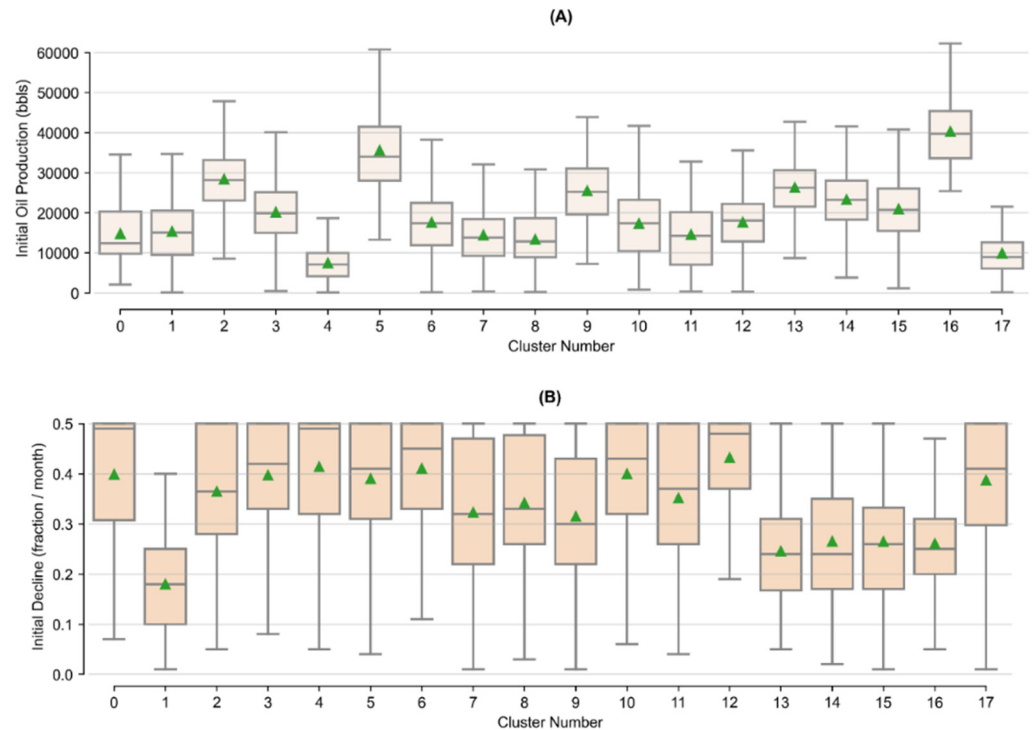 (A)
Initial Oil Production (bbls)
60000
50000
40000
30000
20000
10000
0
0 1 2 3 4 5 6 7 8 9 10 11 12 13 14 15 16 17
Cluster Number
(B)
Initial Decline (fraction / month)
0.5
0.4
0.3
0.2
0.1
0.0
0 1 2 3 4 5 6 7 8 9 10 11 12 13 14 15 16 17
Cluster Number